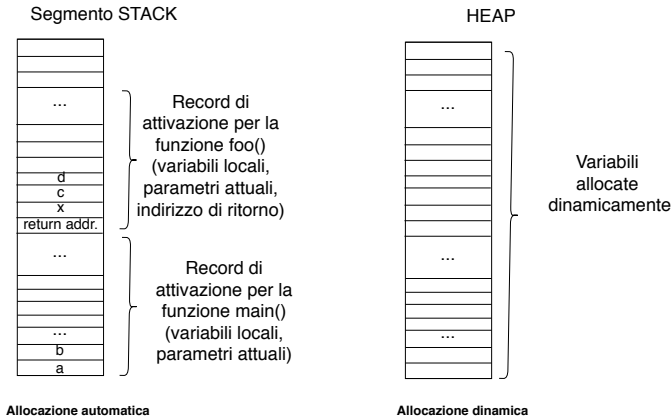 Segmento STACK
...
d
c
x
return addr.
...
...
b
a
Record di
attivazione per la
funzione foo()
(variabili locali,
parametri attuali,
indirizzo di ritorno)
Record di
attivazione per la
funzione main()
(variabili locali,
parametri attuali)
Allocazione automatica
HEAP
...
...
...
Variabili
allocate
dinamicamente
Allocazione dinamica